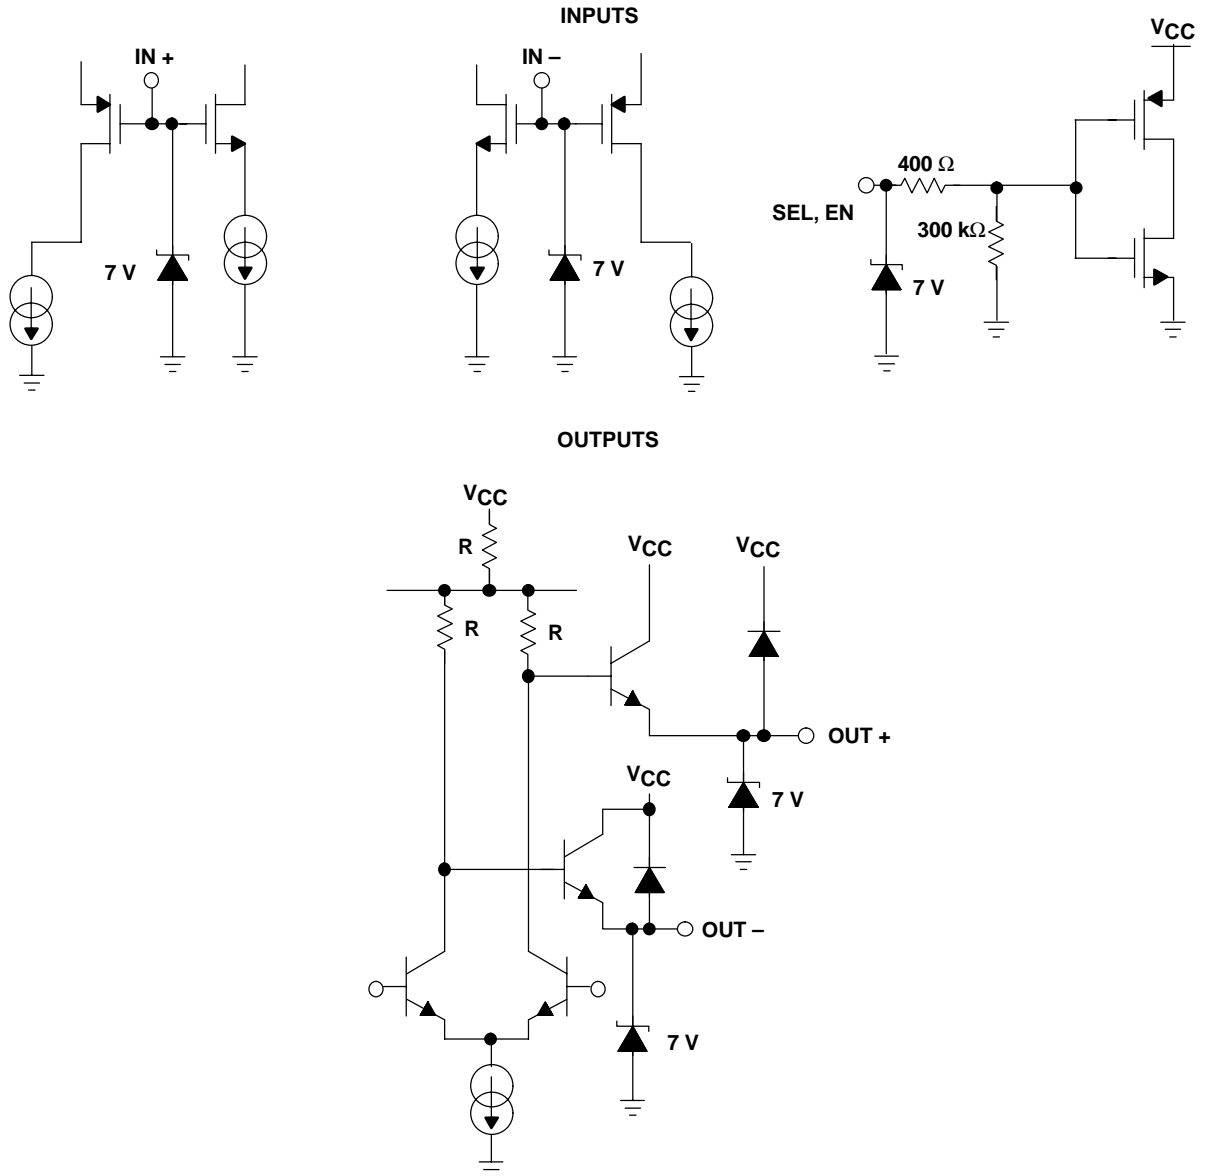 INPUTS
IN +
IN –
VCC
400 Ω
SEL, EN
300 kΩ
7 V
7 V
7 V
OUTPUTS
VCC
R
VCC
VCC
R
R
OUT +
VCC
7 V
OUT –
7 V